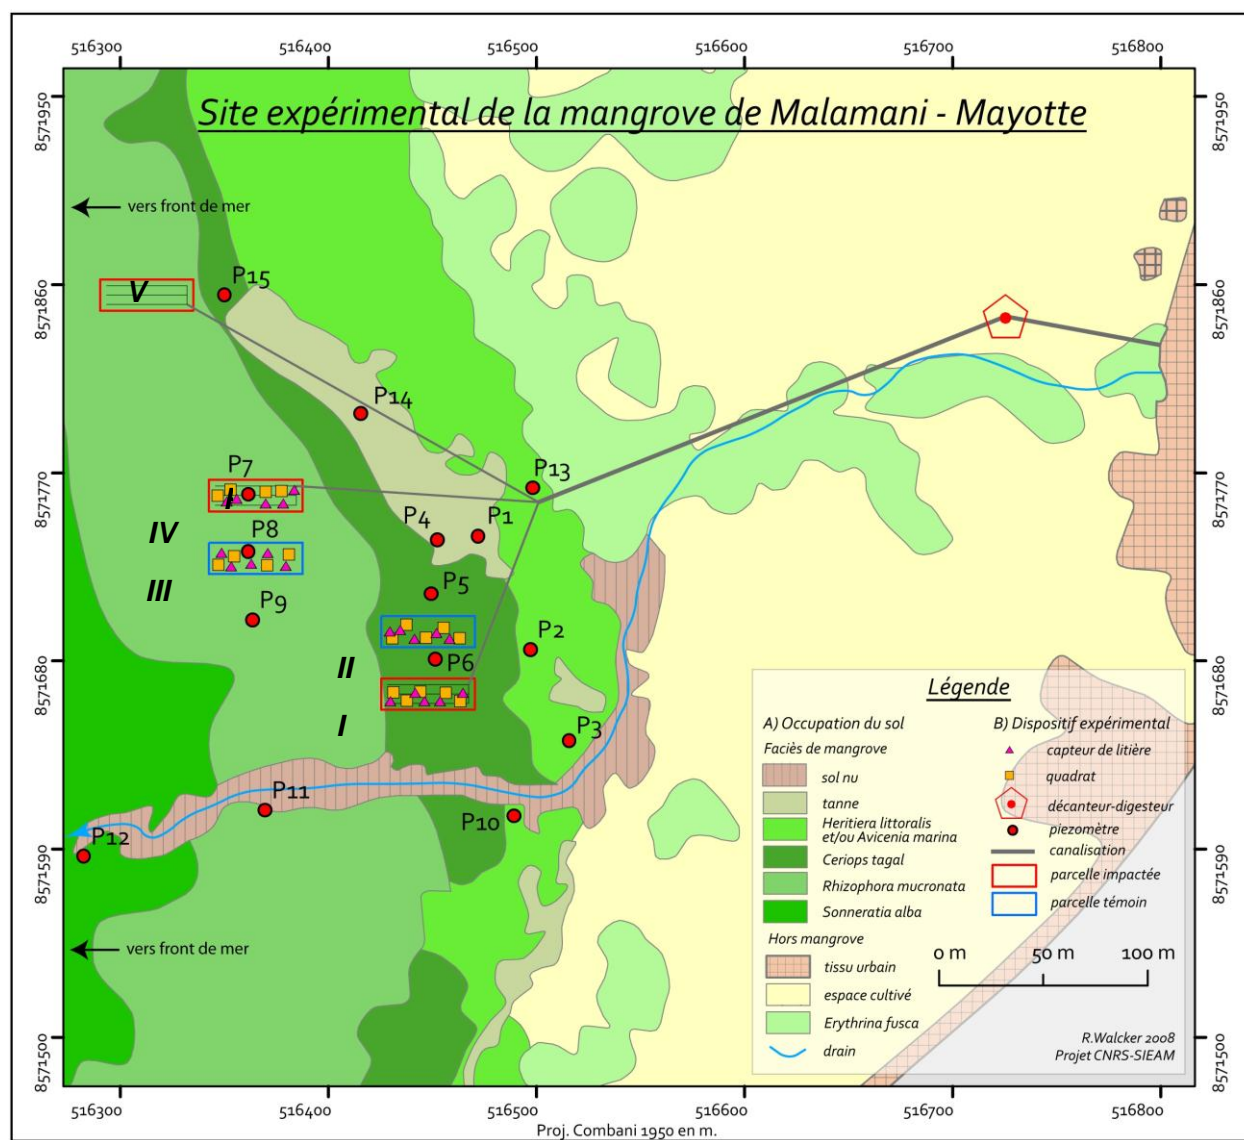 516300 516400 516500 516600 516700 516800
Site expérimental de la mangrove de Malamani - Mayotte
8571950 8571950
vers front de mer
8571860 8571860
V
P15
P14
P13
8571770 8571770
P7
I
P4 P1
IV
P8
III
P5
P9
P2
II
P6
8571680 8571680
I
P3
P11
P10
P12
8571590 8571590
vers front de mer
8571500 8571500
Légende
A) Occupation du sol
Faciès de mangrove
sol nu
tanne
Heritiera littoralis
et/ou Avicenia marina
Ceriops tagal
Rhizophora mucronata
Sonneratia alba
Hors mangrove
tissu urbain
espace cultivé
Erythrina fusca
drain
B) Dispositif expérimental
capteur de litière
quadrat
décanteur-digesteur
piezomètre
canalisation
parcelle impactée
parcelle témoin
0 m 50 m 100 m
R.Walcker 2008
Projet CNRS-SIEAM
516300 516400 516500 516600 516700 516800
Proj. Combani 1950 en m.